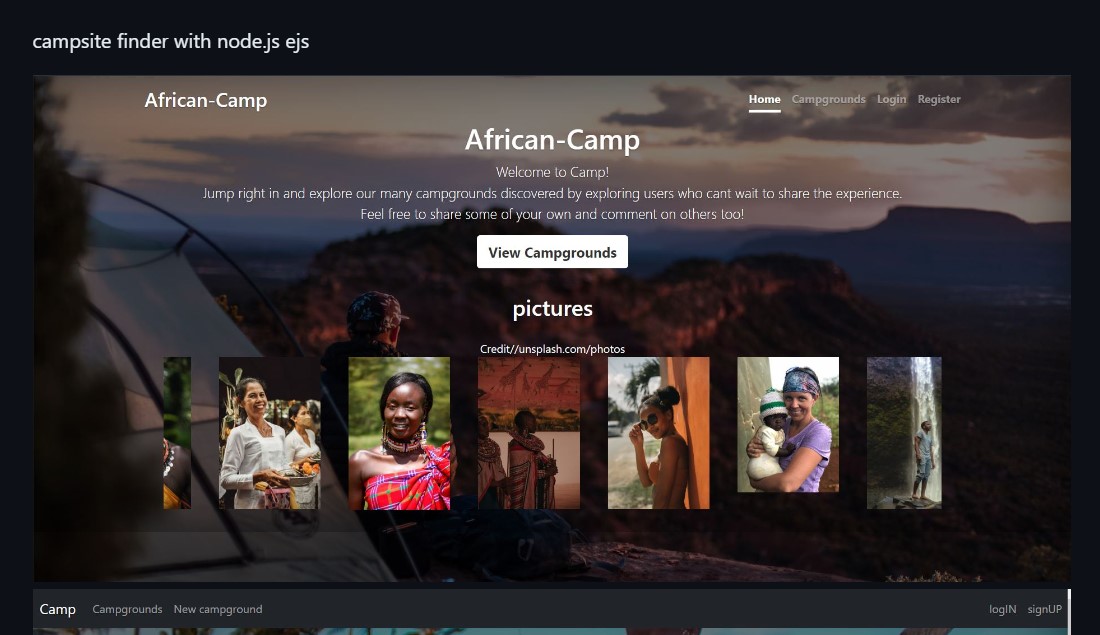 campsite finder with node.js ejs
African-Camp
Home Campgrounds Login Register
African-Camp
Welcome to Camp!
Jump right in and explore our many campgrounds discovered by exploring users who cant wait to share the experience.
Feel free to share some of your own and comment on others too!
View Campgrounds
pictures
Credit//unsplash.com/photos
Camp Campgrounds New campground logIN signUP